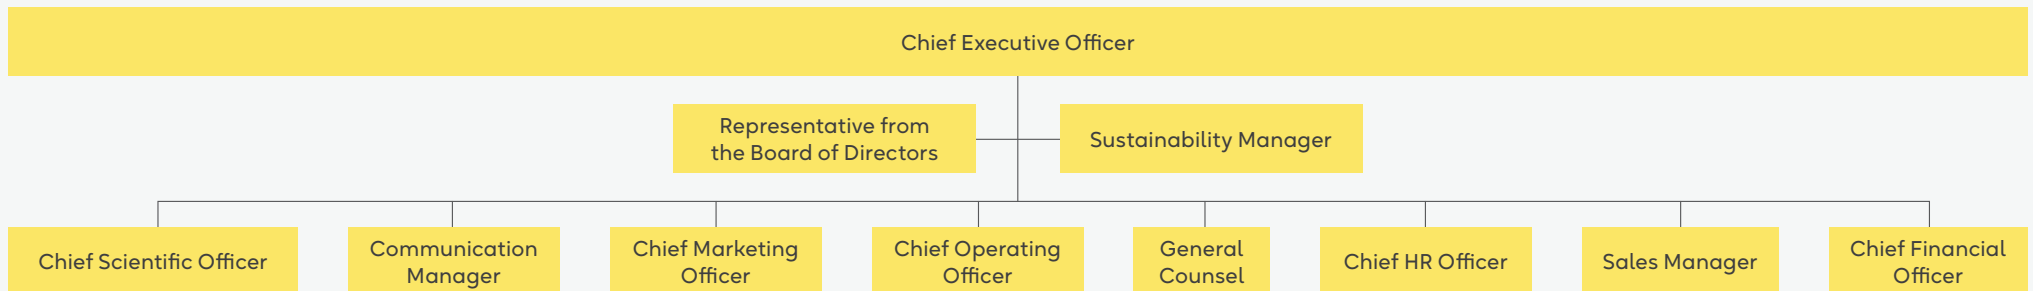 Chief Executive Officer
Representative from
the Board of Directors
Sustainability Manager
Chief Scientific Officer
Communication
Manager
Chief Marketing
Officer
Chief Operating
Officer
General
Counsel
Chief HR Officer
Sales Manager
Chief Financial
Officer